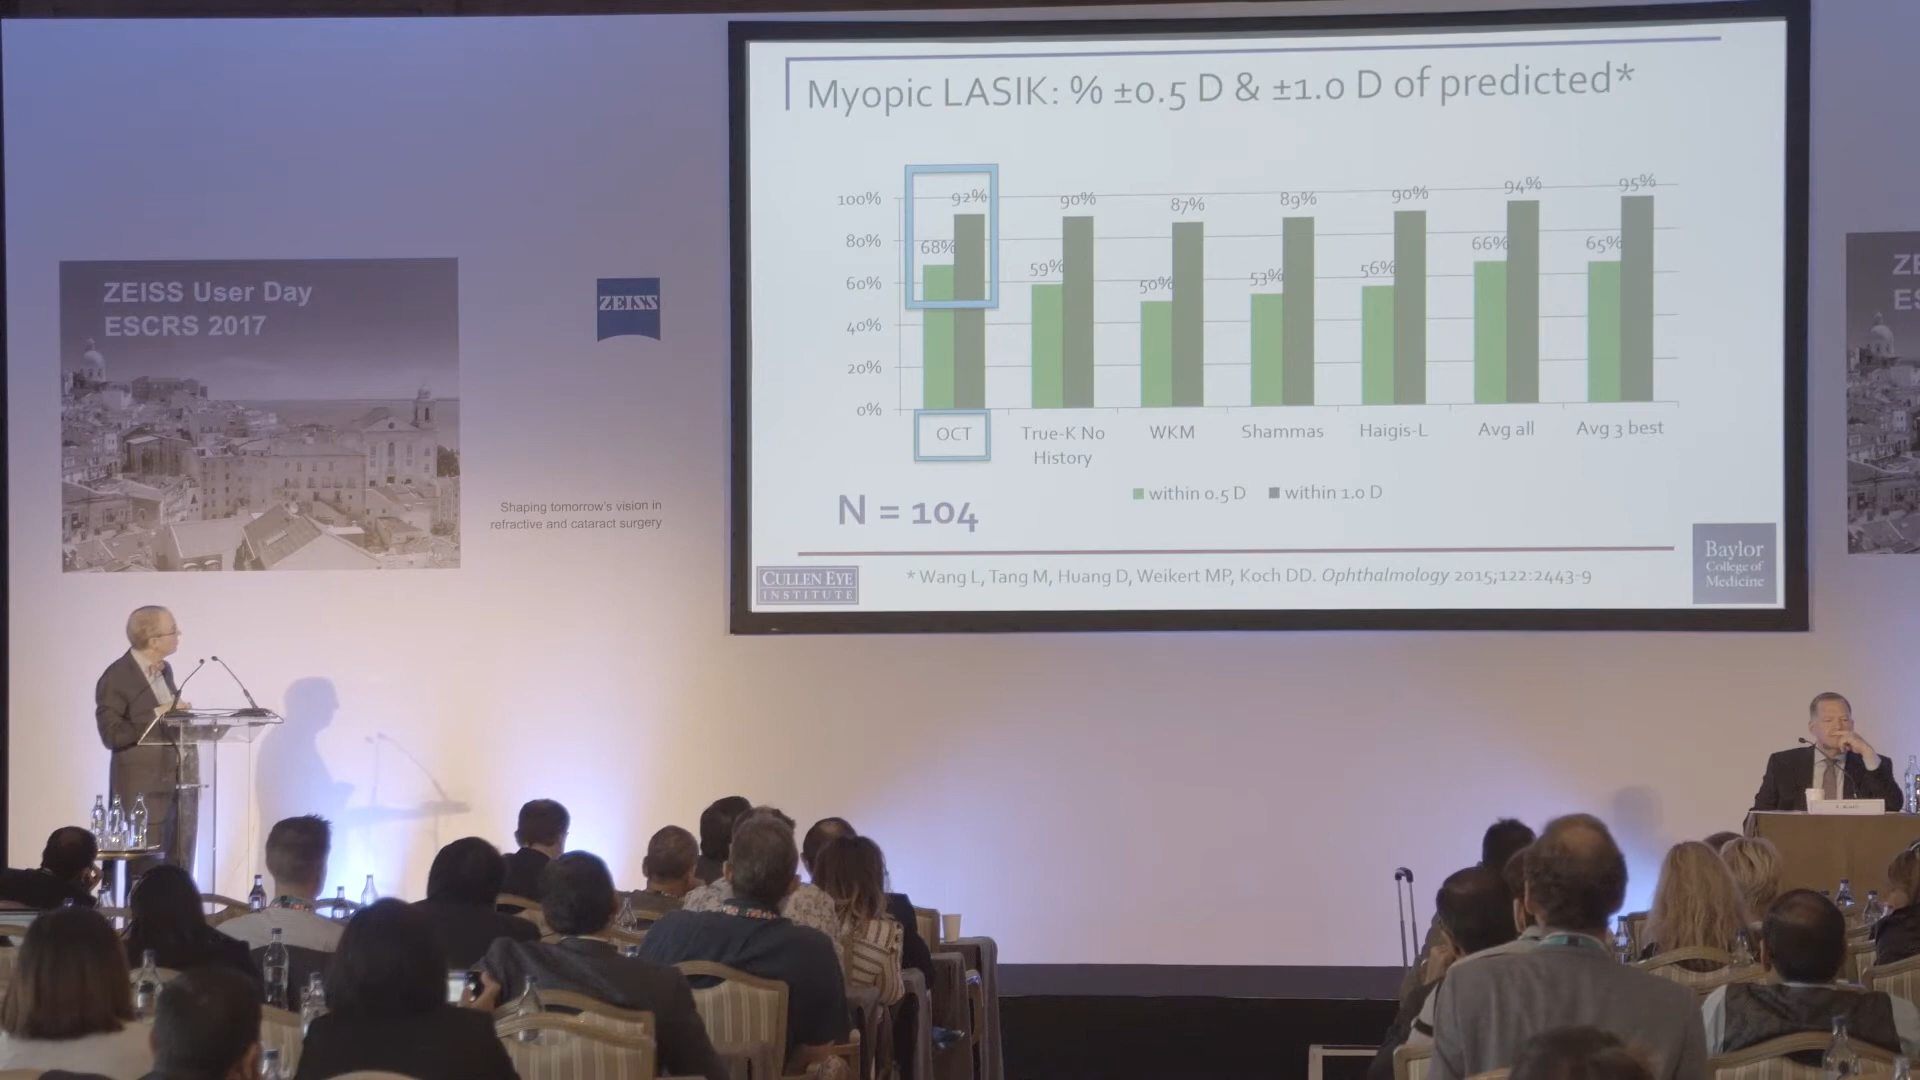 Myopic LASIK: % ±0.5 D & ±1.0 D of predicted*
100%
80%
60%
40%
20%
0%
68%
92%
59%
90%
50%
87%
53%
89%
56%
90%
66%
94%
65%
95%
OCT
True-K No
History
WKM
Shammas
Haigis-L
Avg all
Avg 3 best
within 0.5 D
within 1.0 D
N = 104
* Wang L, Tang M, Huang D, Weikert MP, Koch DD. Ophthalmology 2015;122:2443-9
CULLEN EYE
INSTITUTE
Baylor
College of
Medicine
ZEISS User Day
ESCRS 2017
ZEISS
Shaping tomorrow's vision in
refractive and cataract surgery
ZE
ES